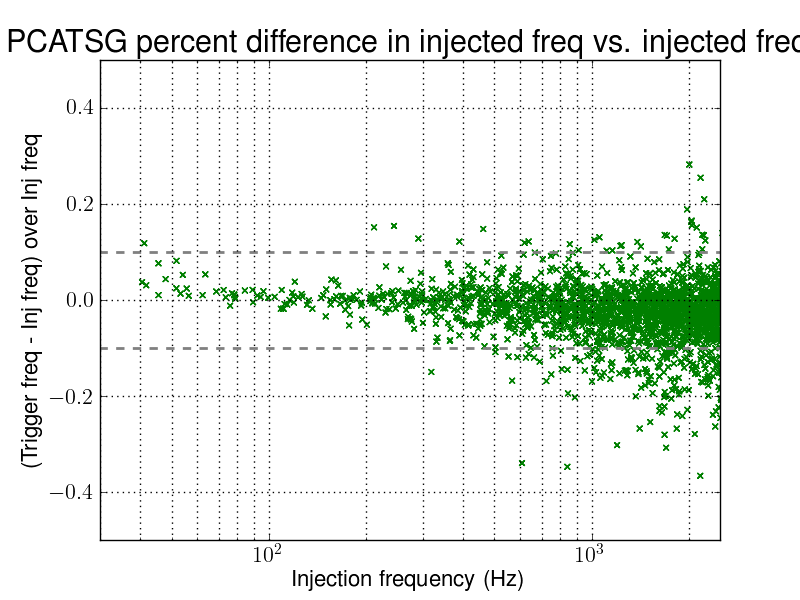 PCATSG percent difference in injected freq vs. injected freq
(Trigger freq - Inj freq) over Inj freq
0.4
0.2
0.0
−0.2
−0.4
10²
10³
Injection frequency (Hz)